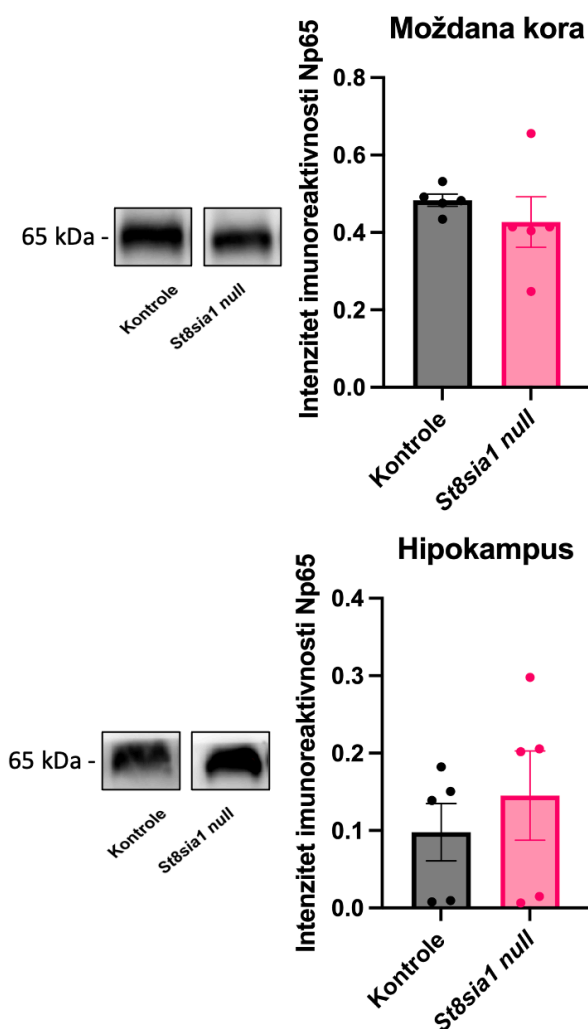 Moždana kora
Intenzitet imunoreaktivnosti Np65
0.8
0.6
0.4
0.2
0.0
65 kDa -
Kontrole
St8sia1 null
Kontrole
St8sia1 null
Hipokampus
Intenzitet imunoreaktivnosti Np65
0.4
0.3
0.2
0.1
0.0
65 kDa -
Kontrole
St8sia1 null
Kontrole
St8sia1 null